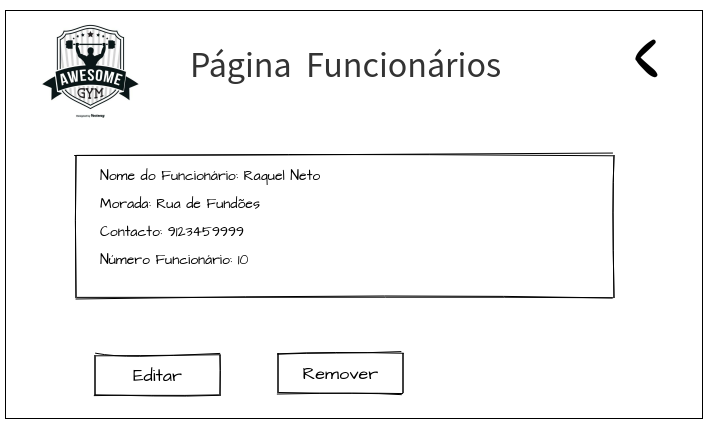 AWESOME
GYM
Página Funcionários
Nome do Funcionário: Raquel Neto
Morada: Rua de Fundões
Contacto: 9123459999
Número Funcionário: 10
Editar
Remover